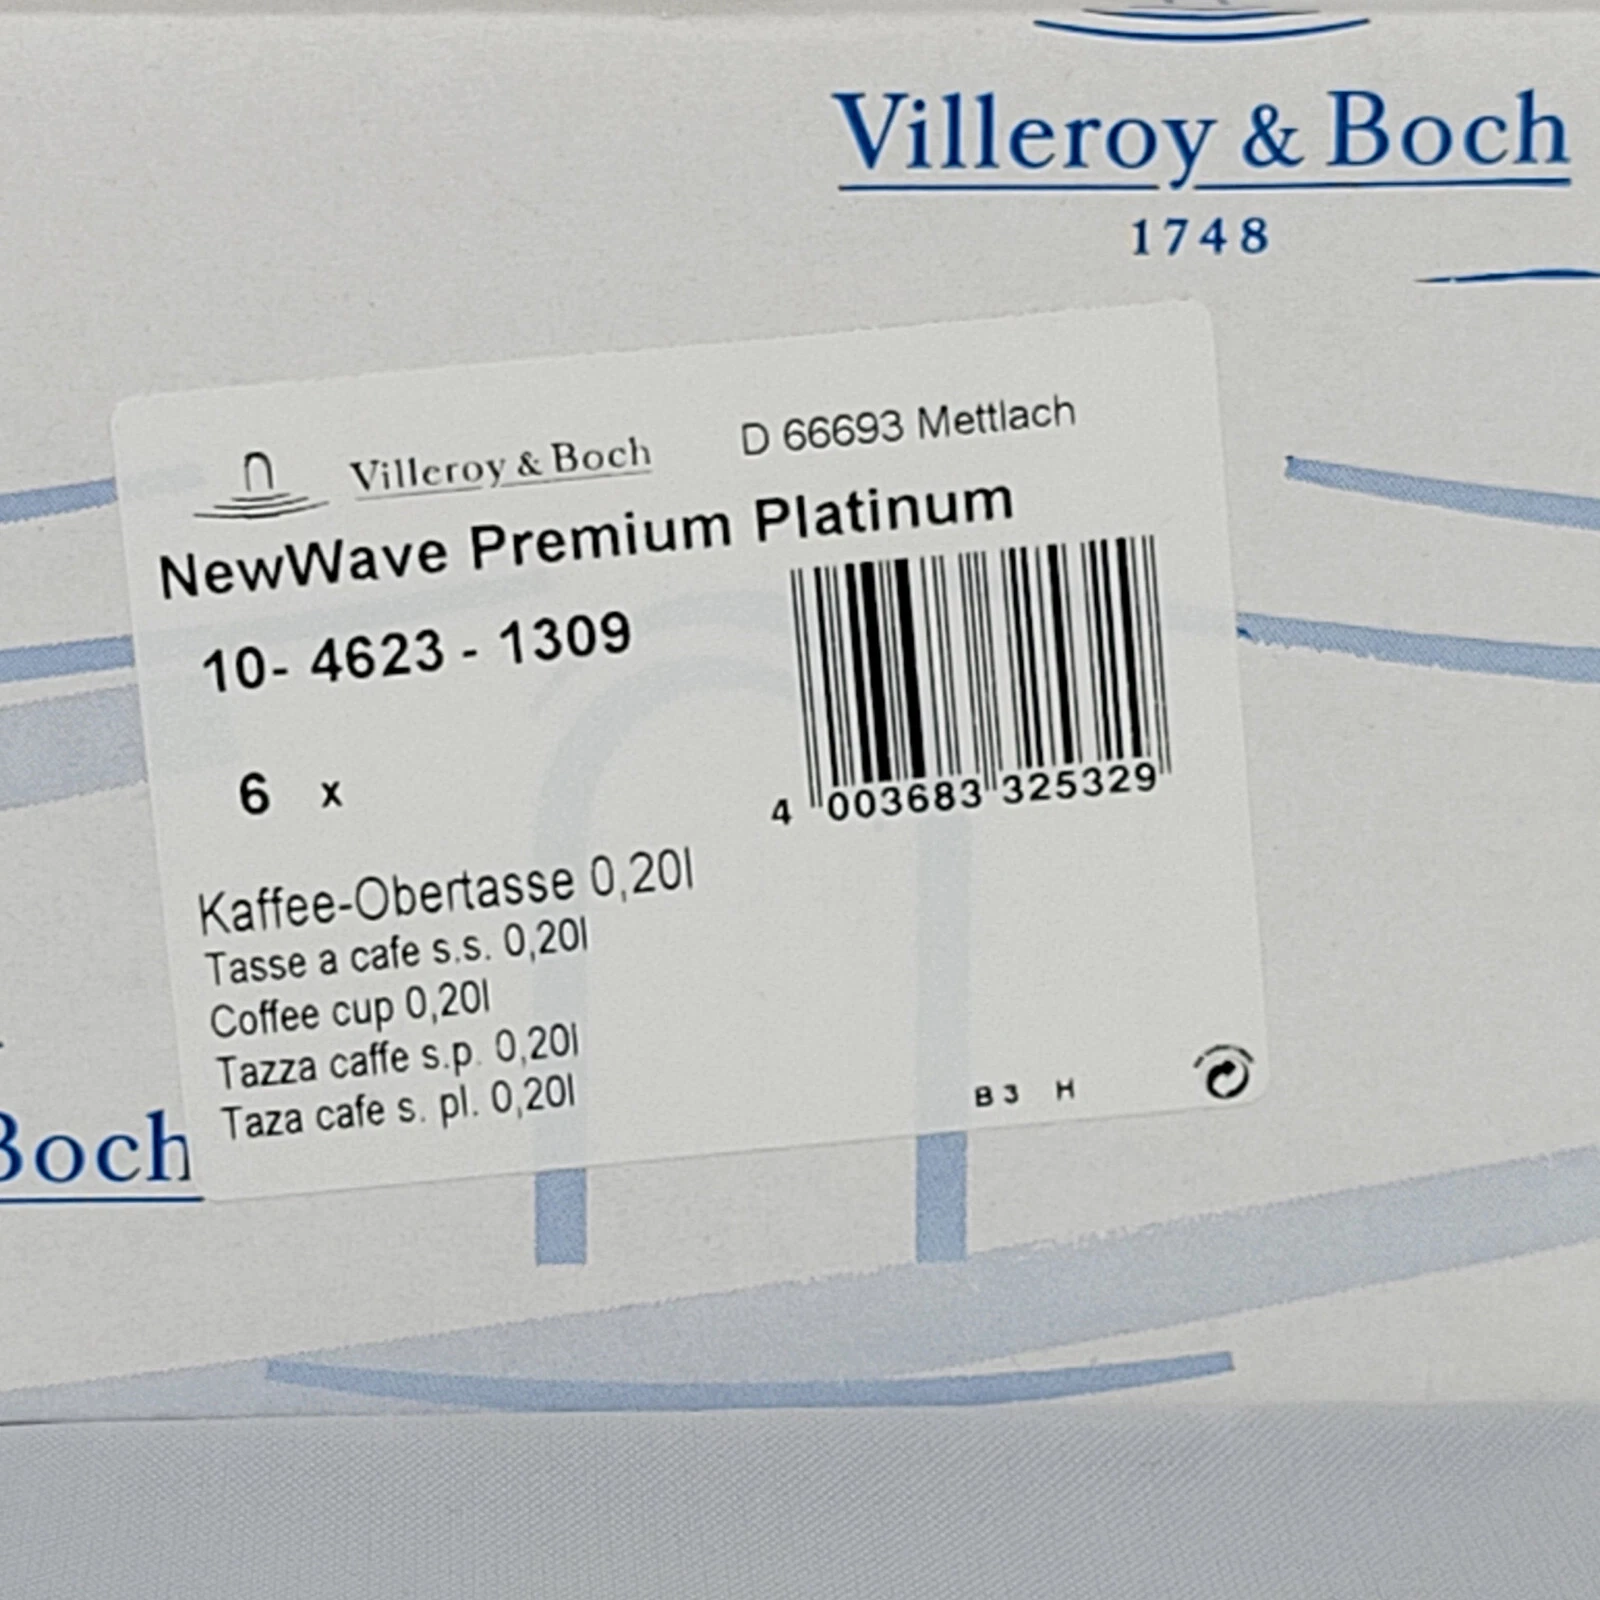 Villeroy & Boch
1748
Villeroy & Boch
D 66693 Mettlach
NewWave Premium Platinum
10- 4623 - 1309
6 x
4 003683 325329
Kaffee-Obertasse 0,20l
Tasse a cafe s.s. 0,20l
Coffee cup 0,20l
Tazza caffe s.p. 0,20l
Taza cafe s. pl. 0,20l
B3 H
Boch